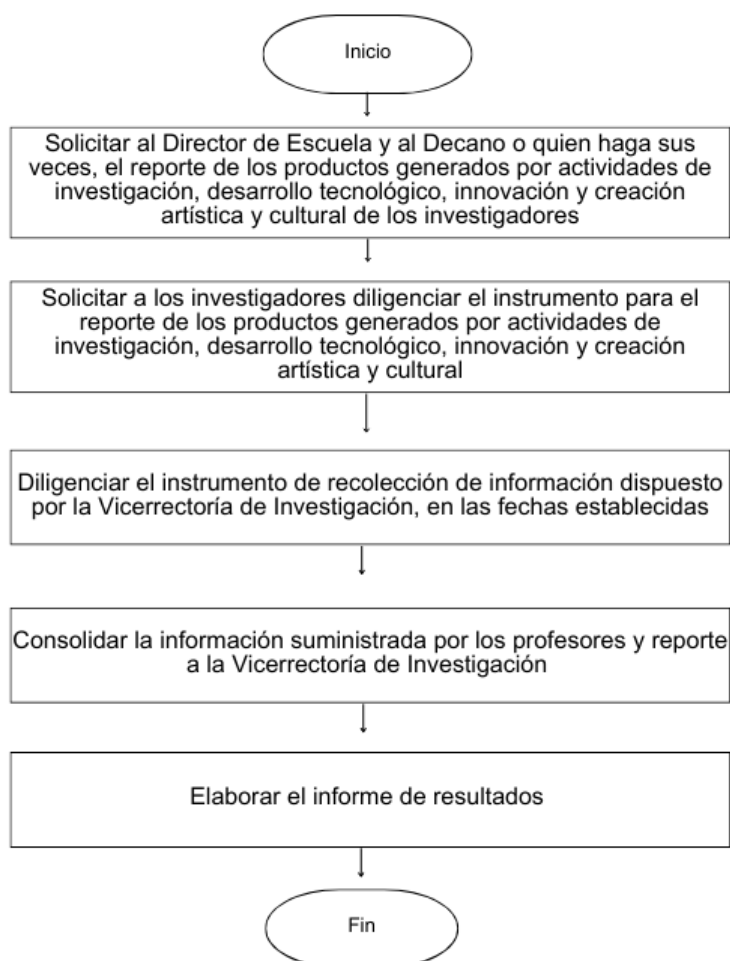 Inicio
Solicitar al Director de Escuela y al Decano o quien haga sus
veces, el reporte de los productos generados por actividades de
investigación, desarrollo tecnológico, innovación y creación
artística y cultural de los investigadores
Solicitar a los investigadores diligenciar el instrumento para el
reporte de los productos generados por actividades de
investigación, desarrollo tecnológico, innovación y creación
artística y cultural
Diligenciar el instrumento de recolección de información dispuesto
por la Vicerrectoría de Investigación, en las fechas establecidas
Consolidar la información suministrada por los profesores y reporte
a la Vicerrectoría de Investigación
Elaborar el informe de resultados
Fin